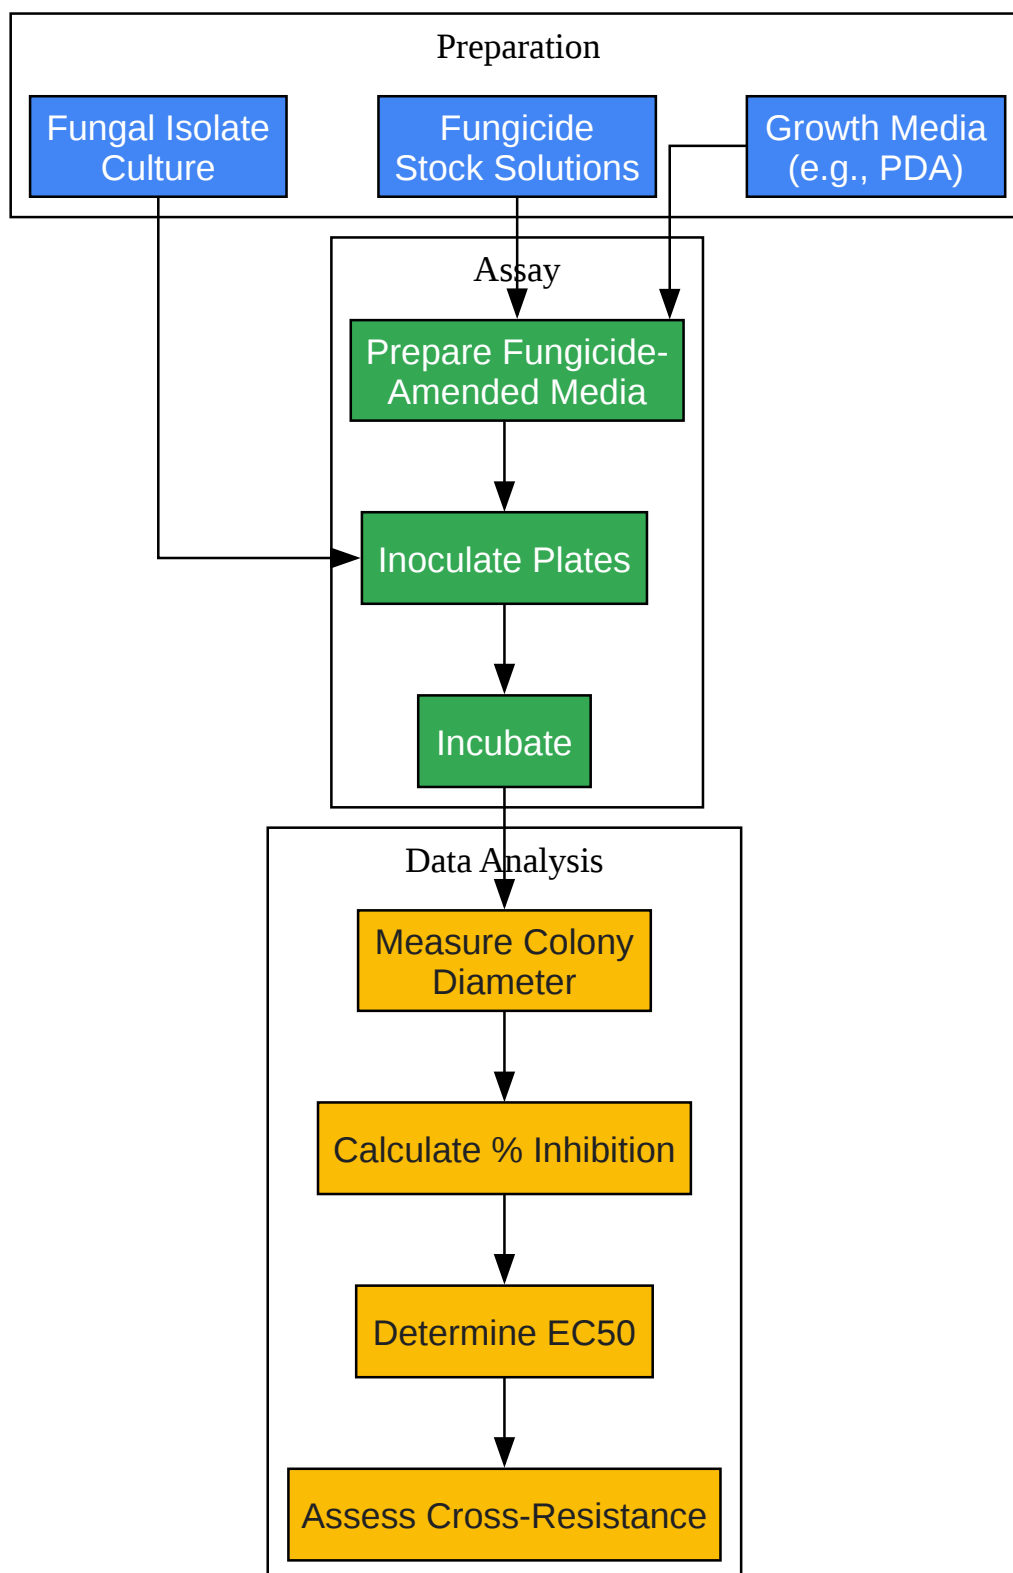 Preparation
Fungal Isolate
Culture
Fungicide
Stock Solutions
Growth Media
(e.g., PDA)
Assay
Prepare Fungicide-
Amended Media
Inoculate Plates
Incubate
Data Analysis
Measure Colony
Diameter
Calculate % Inhibition
Determine EC50
Assess Cross-Resistance